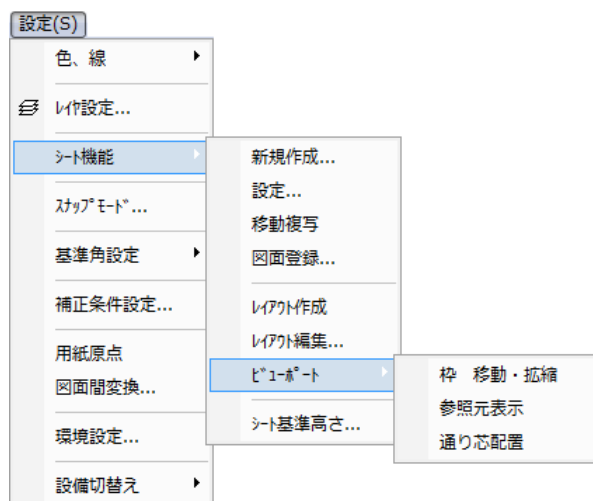 設定(S)
色、線
ﾚｲﾔ設定...
ｼｰﾄ機能
ｽﾅｯﾌﾟﾓｰﾄﾞ...
基準角設定
補正条件設定...
用紙原点
図面間変換...
環境設定...
設備切替え
新規作成...
設定...
移動複写
図面登録...
ﾚｲｱｳﾄ作成
ﾚｲｱｳﾄ編集...
ﾋﾞｭｰﾎﾟｰﾄ
ｼｰﾄ基準高さ...
枠　移動・拡縮
参照元表示
通り芯配置